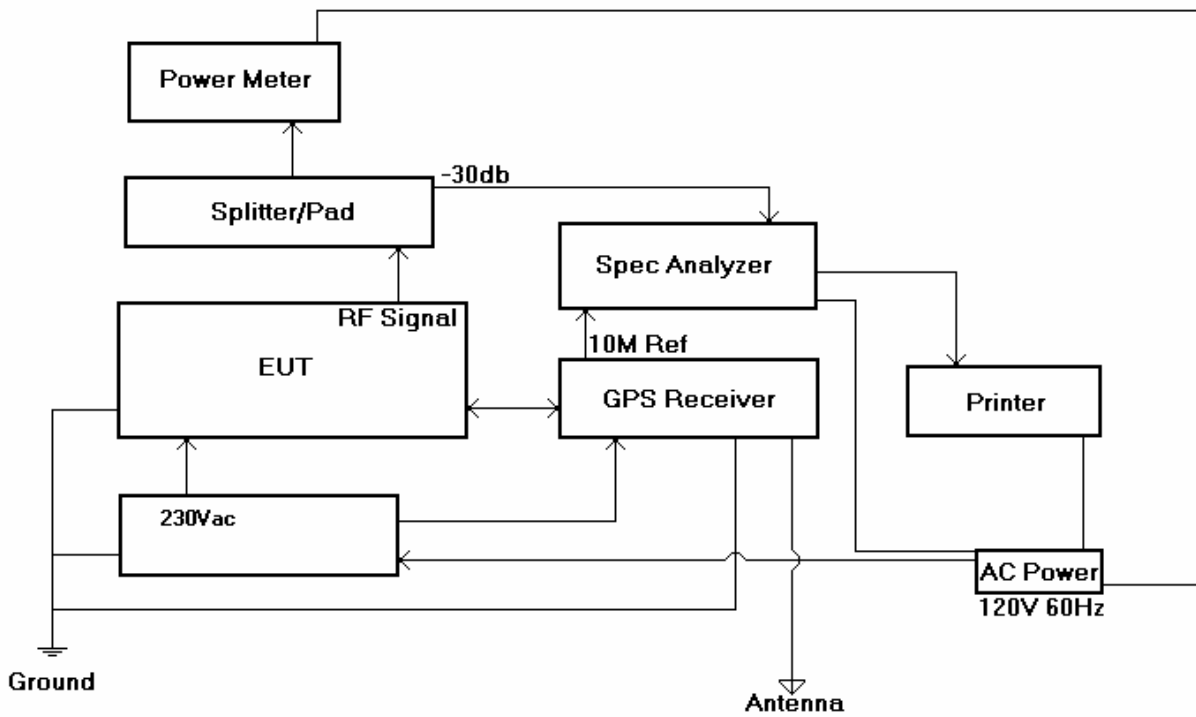 Power Meter
-30db
Splitter/Pad
Spec Analyzer
RF Signal
10M Ref
EUT
GPS Receiver
Printer
230Vac
AC Power
120V 60Hz
Ground
Antenna